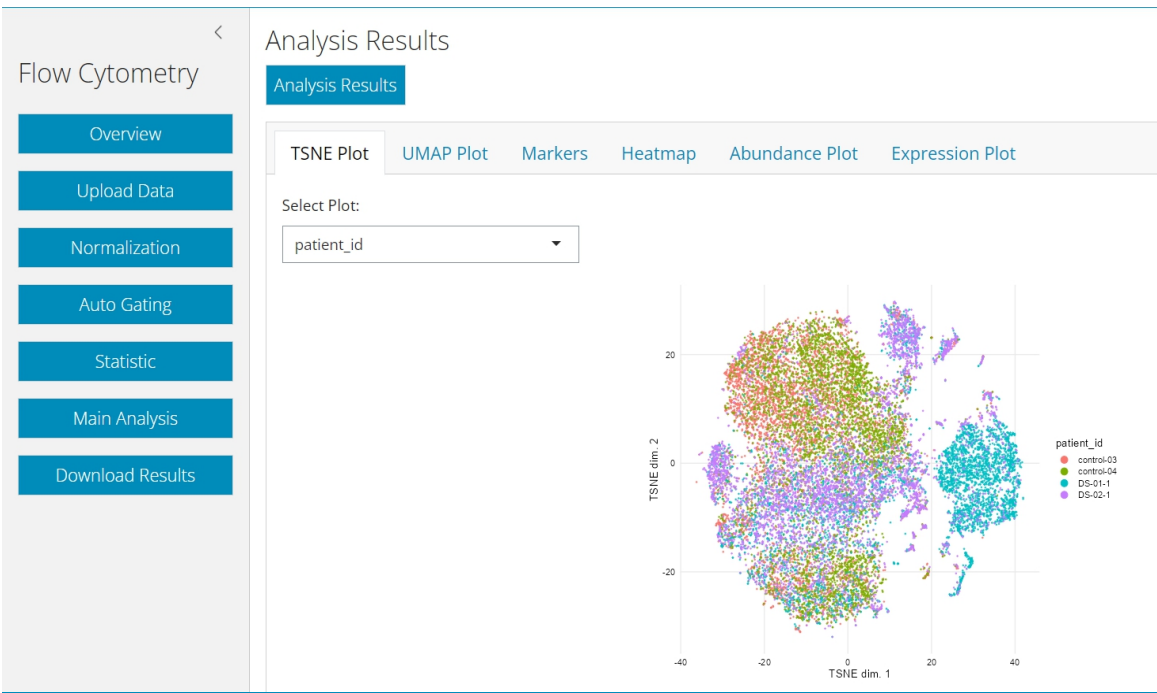 Flow Cytometry
Overview
Upload Data
Normalization
Auto Gating
Statistic
Main Analysis
Download Results
Analysis Results
Analysis Results
TSNE Plot UMAP Plot Markers Heatmap Abundance Plot Expression Plot
Select Plot:
patient_id
20
0
-20
TSNE dim. 2
-40 -20 0 20 40
TSNE dim. 1
patient_id
control-03
control-04
DS-01-1
DS-02-1